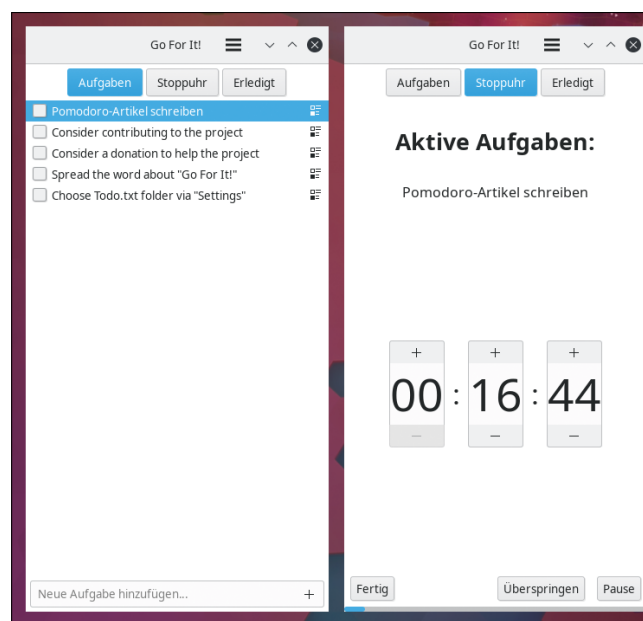 Go For It!
Aufgaben Stoppuhr Erledigt
Pomodoro-Artikel schreiben
Consider contributing to the project
Consider a donation to help the project
Spread the word about "Go For It!"
Choose Todo.txt folder via "Settings"
Neue Aufgabe hinzufügen... +
Go For It!
Aufgaben Stoppuhr Erledigt
Aktive Aufgaben:
Pomodoro-Artikel schreiben
+ + +
00 : 16 : 44
− − −
Fertig Überspringen Pause